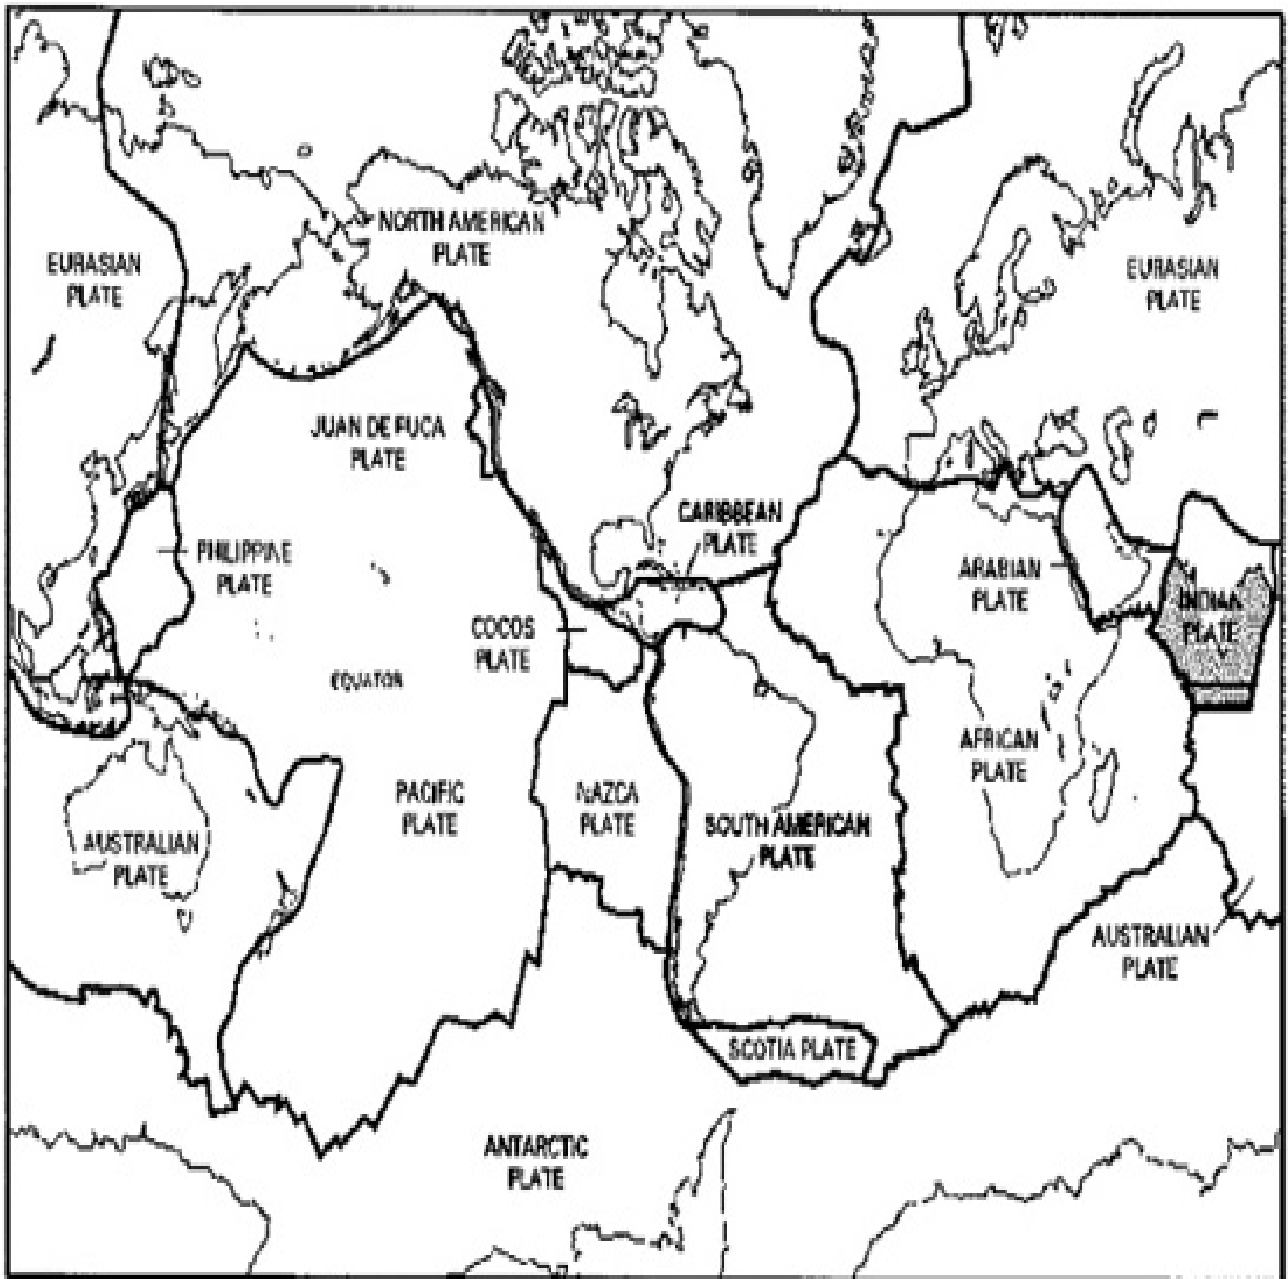 NORTH AMERICAN
PLATE
EURASIAN
PLATE
EURASIAN
PLATE
JUAN DE FUCA
PLATE
CARIBBEAN
PLATE
PHILIPPINE
PLATE
ARABIAN
PLATE
INDIAN
PLATE
COCOS
PLATE
EQUATOR
AFRICAN
PLATE
PACIFIC
PLATE
NAZCA
PLATE
SOUTH AMERICAN
PLATE
AUSTRALIAN
PLATE
AUSTRALIAN
PLATE
SCOTIA PLATE
ANTARCTIC
PLATE